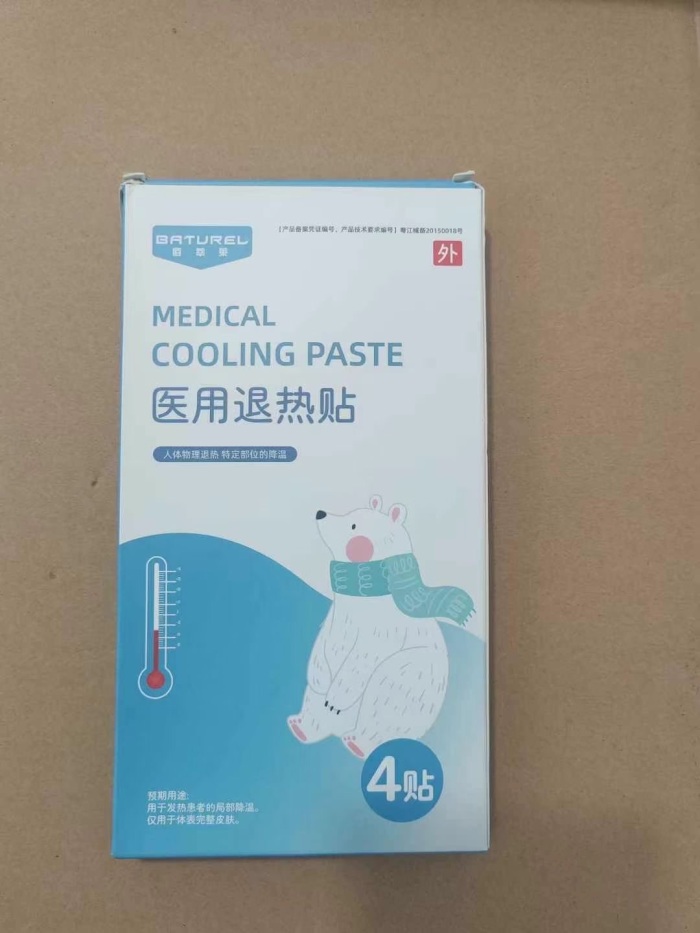 BATUREL
[产品备案凭证编号、产品技术要求编号] 粤江械备20150018号
外
MEDICAL
COOLING PASTE
医用退热贴
人体物理退热 特定部位的降温
4贴
预期用途:
用于发热患者的局部降温。
仅用于体表完整皮肤。